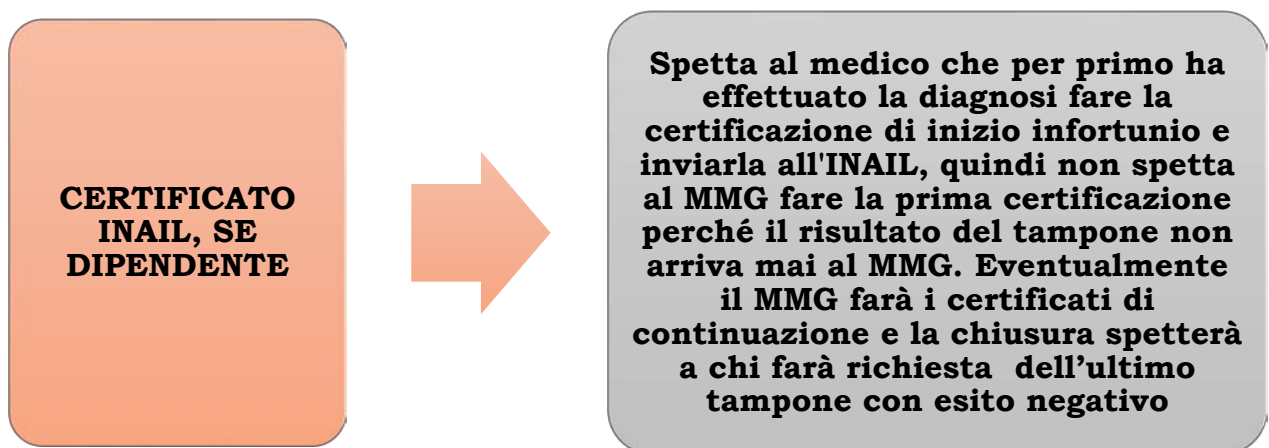 CERTIFICATO
INAIL, SE
DIPENDENTE
Spetta al medico che per primo ha
effettuato la diagnosi fare la
certificazione di inizio infortunio e
inviarla all'INAIL, quindi non spetta
al MMG fare la prima certificazione
perché il risultato del tampone non
arriva mai al MMG. Eventualmente
il MMG farà i certificati di
continuazione e la chiusura spetterà
a chi farà richiesta dell’ultimo
tampone con esito negativo